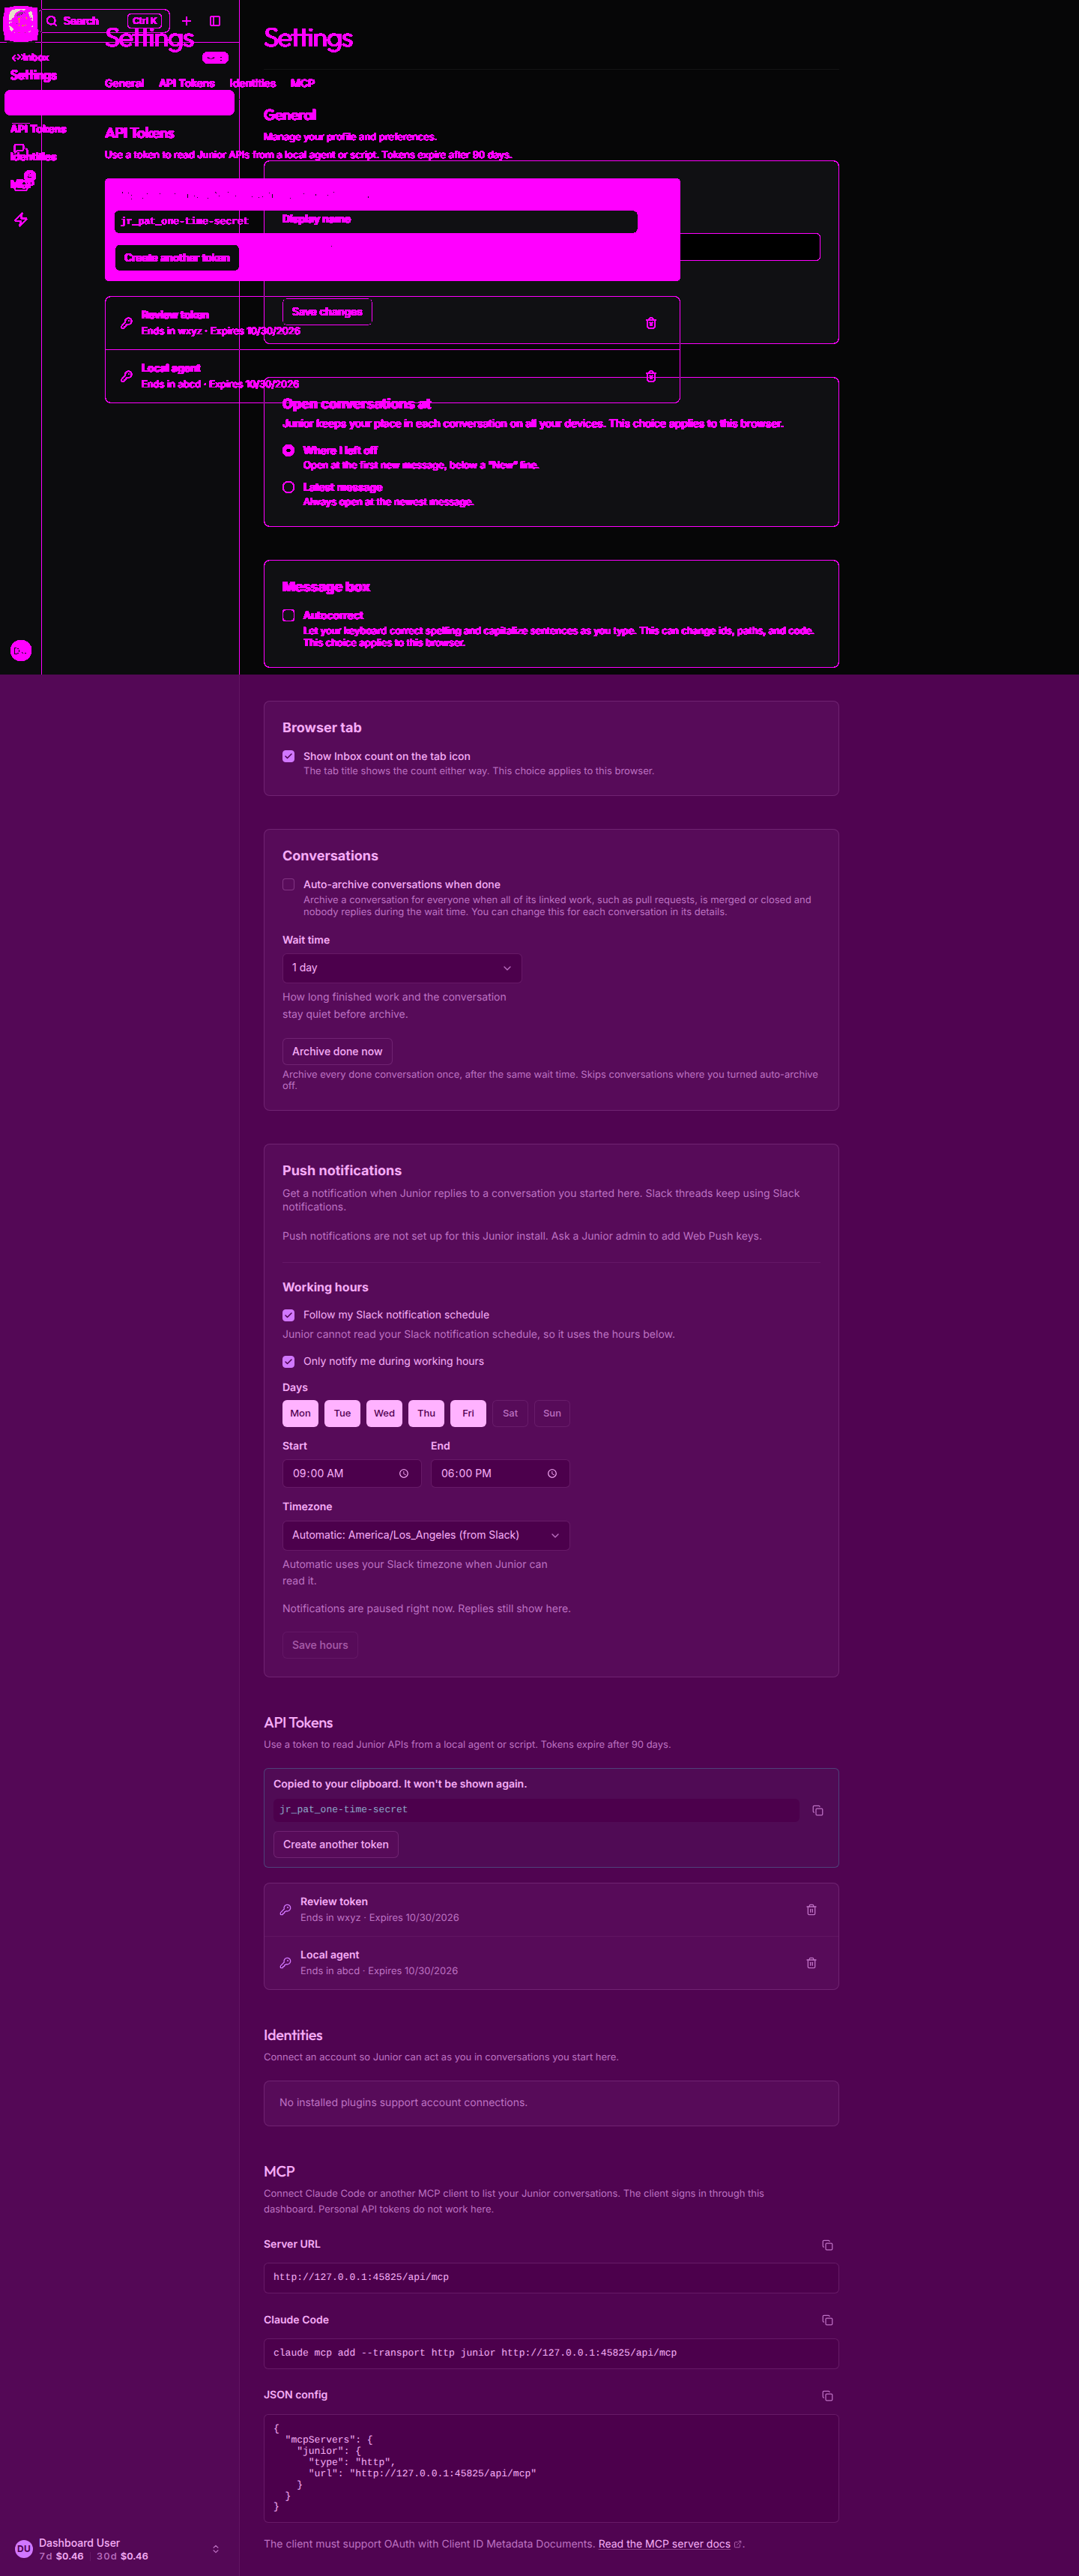 Search
Ctrl K
Inbox
Settings
API Tokens
Identities
MCP
Settings
General
API Tokens
Identities
MCP
API Tokens
Use a token to read Junior APIs from a local agent or script. Tokens expire after 90 days.
jr_pat_one-time-secret
Create another token
Review token
Ends in wxyz · Expires 10/30/2026
Local agent
Ends in abcd · Expires 10/30/2026
Settings
General
Manage your profile and preferences.
Display name
Save changes
Open conversations at
Junior keeps your place in each conversation on all your devices. This choice applies to this browser.
Where I left off
Open at the first new message, below a "New" line.
Latest message
Always open at the newest message.
Message box
Autocorrect
Let your keyboard correct spelling and capitalize sentences as you type. This can change ids, paths, and code.
This choice applies to this browser.
Browser tab
Show Inbox count on the tab icon
The tab title shows the count either way. This choice applies to this browser.
Conversations
Auto-archive conversations when done
Archive a conversation for everyone when all of its linked work, such as pull requests, is merged or closed and
nobody replies during the wait time. You can change this for each conversation in its details.
Wait time
1 day
How long finished work and the conversation
stay quiet before archive.
Archive done now
Archive every done conversation once, after the same wait time. Skips conversations where you turned auto-archive
off.
Push notifications
Get a notification when Junior replies to a conversation you started here. Slack threads keep using Slack
notifications.
Push notifications are not set up for this Junior install. Ask a Junior admin to add Web Push keys.
Working hours
Follow my Slack notification schedule
Junior cannot read your Slack notification schedule, so it uses the hours below.
Only notify me during working hours
Days
Mon Tue Wed Thu Fri Sat Sun
Start End
09:00 AM 06:00 PM
Timezone
Automatic: America/Los_Angeles (from Slack)
Automatic uses your Slack timezone when Junior can
read it.
Notifications are paused right now. Replies still show here.
Save hours
API Tokens
Use a token to read Junior APIs from a local agent or script. Tokens expire after 90 days.
Copied to your clipboard. It won't be shown again.
jr_pat_one-time-secret
Create another token
Review token
Ends in wxyz · Expires 10/30/2026
Local agent
Ends in abcd · Expires 10/30/2026
Identities
Connect an account so Junior can act as you in conversations you start here.
No installed plugins support account connections.
MCP
Connect Claude Code or another MCP client to list your Junior conversations. The client signs in through this
dashboard. Personal API tokens do not work here.
Server URL
http://127.0.0.1:45825/api/mcp
Claude Code
claude mcp add --transport http junior http://127.0.0.1:45825/api/mcp
JSON config
{
"mcpServers": {
"junior": {
"type": "http",
"url": "http://127.0.0.1:45825/api/mcp"
}
}
}
The client must support OAuth with Client ID Metadata Documents. Read the MCP server docs.
DU
Dashboard User
7d $0.46 30d $0.46